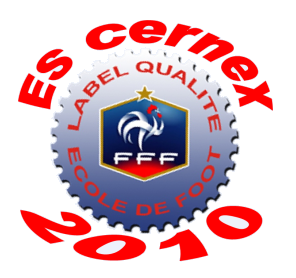 Es cernex
LABEL QUALITE
FFF
ECOLE DE FOOT
2010